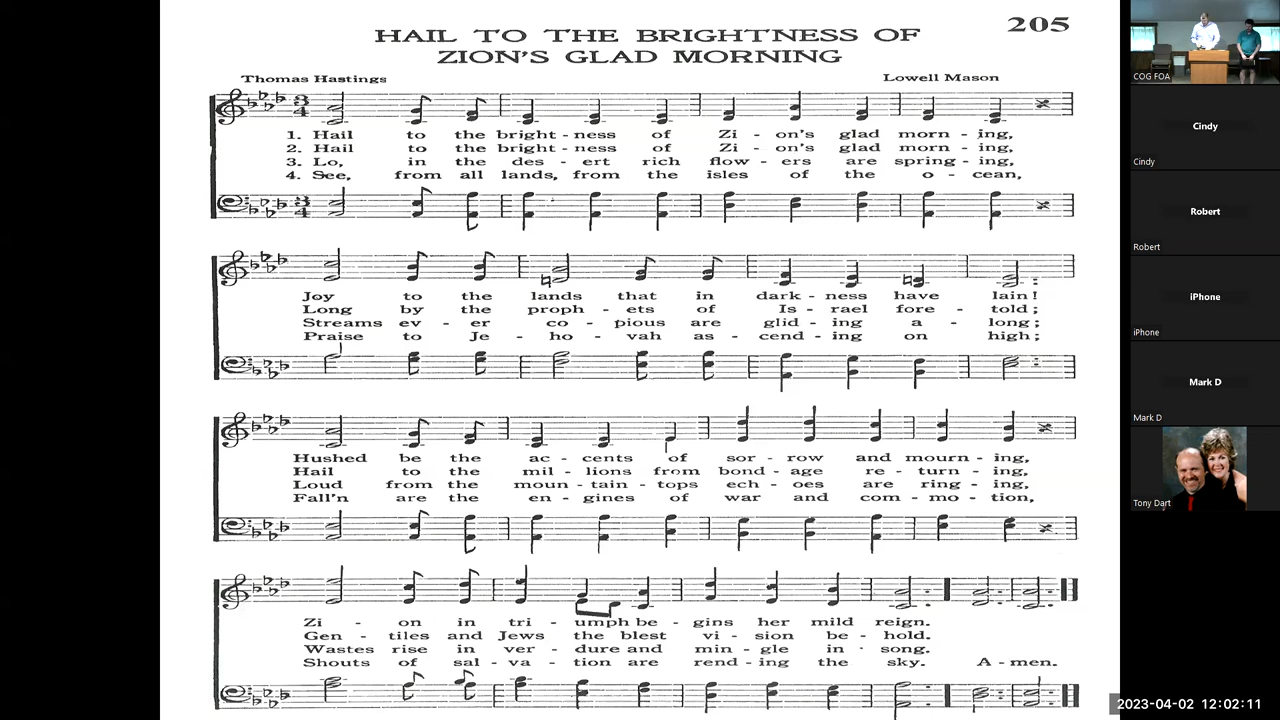 205
HAIL TO THE BRIGHTNESS OF
ZION'S GLAD MORNING
Thomas Hastings
Lowell Mason
1. Hail to the bright - ness of Zi - on's glad morn - ing,
2. Hail to the bright - ness of Zi - on's glad morn - ing,
3. Lo, in the des - ert rich flow - ers are spring - ing,
4. See, from all lands, from the isles of the o - cean,
Joy to the lands that in dark - ness have lain!
Long by the proph - ets of Is - rael fore - told;
Streams ev - er co - pious are glid - ing a - long;
Praise to Je - ho - vah as - cend - ing on high;
Hushed be the ac - cents of sor - row and mourn - ing,
Hail to the mil - lions from bond - age re - turn - ing,
Loud from the moun - tain - tops ech - oes are ring - ing,
Fall'n are the en - gines of war and com - mo - tion,
Zi - on in tri - umph be - gins her mild reign.
Gen - tiles and Jews the blest vi - sion be - hold.
Wastes rise in ver - dure and min - gle in song.
Shouts of sal - va - tion are rend - ing the sky. A - men.
COG FOA
Cindy
Cindy
Robert
Robert
iPhone
iPhone
Mark D
Mark D
Tony Dart
2023-04-02 12:02:11